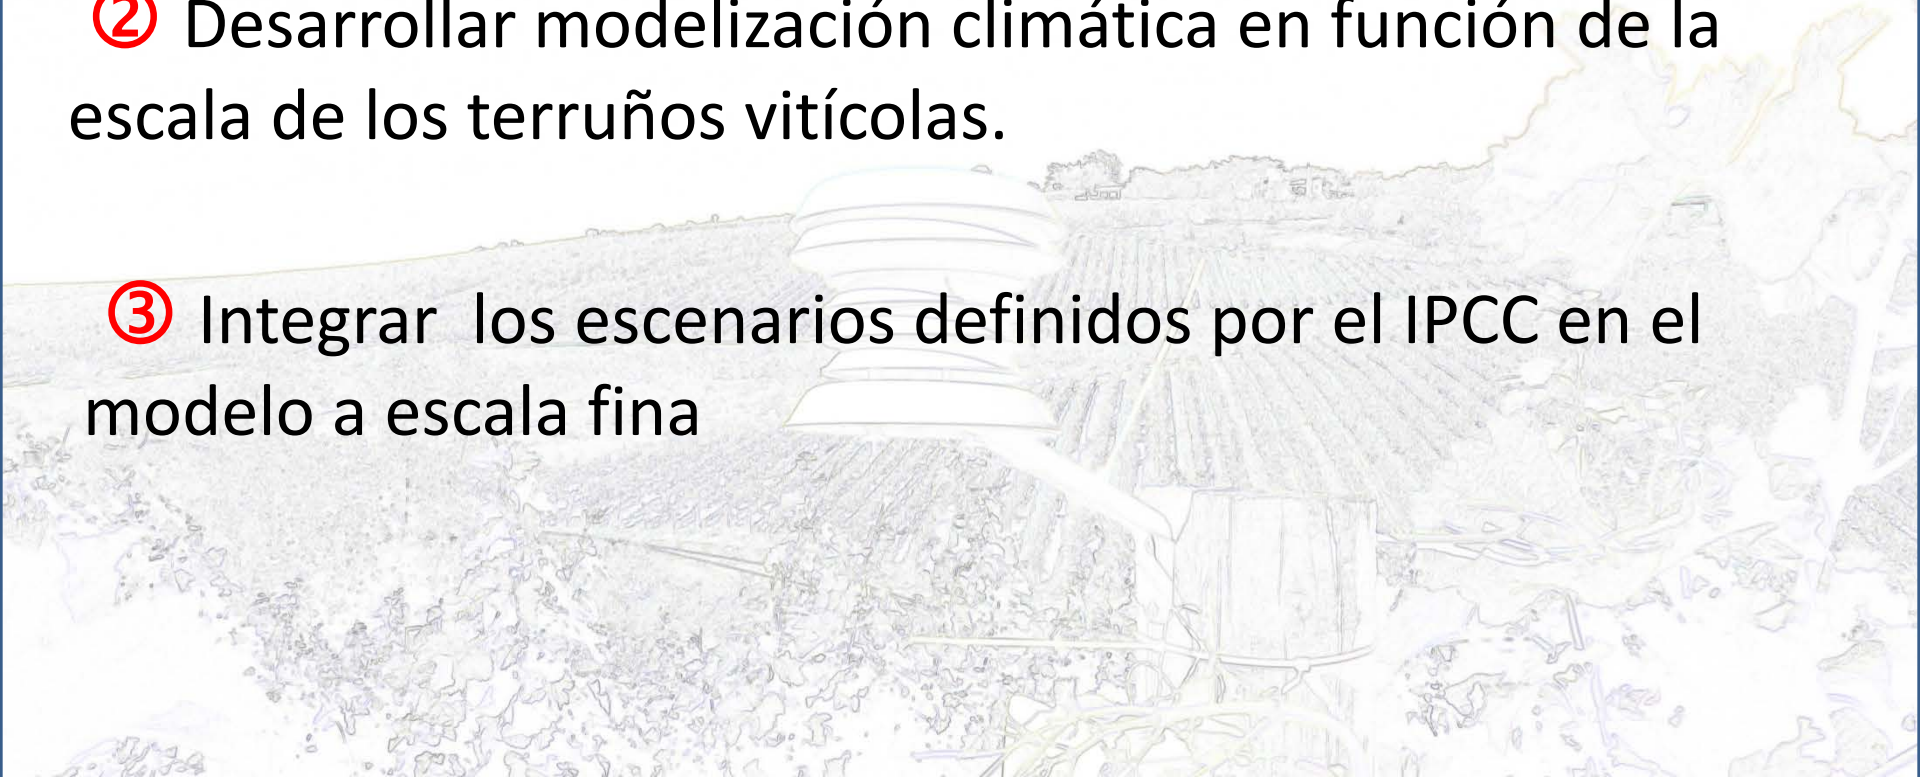 ② Desarrollar modelización climática en función de la
escala de los terruños vitícolas.
③ Integrar los escenarios definidos por el IPCC en el
modelo a escala fina